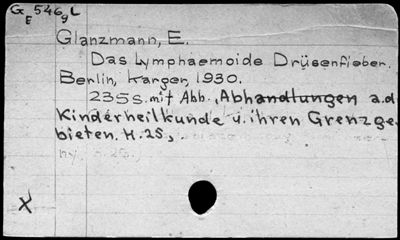 G E 546 g L
Glanzmann, E.
Das Lymphaemoide Drüsenfieber.
Berlin, Karger, 1930.
235 s. mit Abb., Abhandlungen a.d
Kinderheilkunde u. ihren Grenzge.
bieten. H. 25,.
X